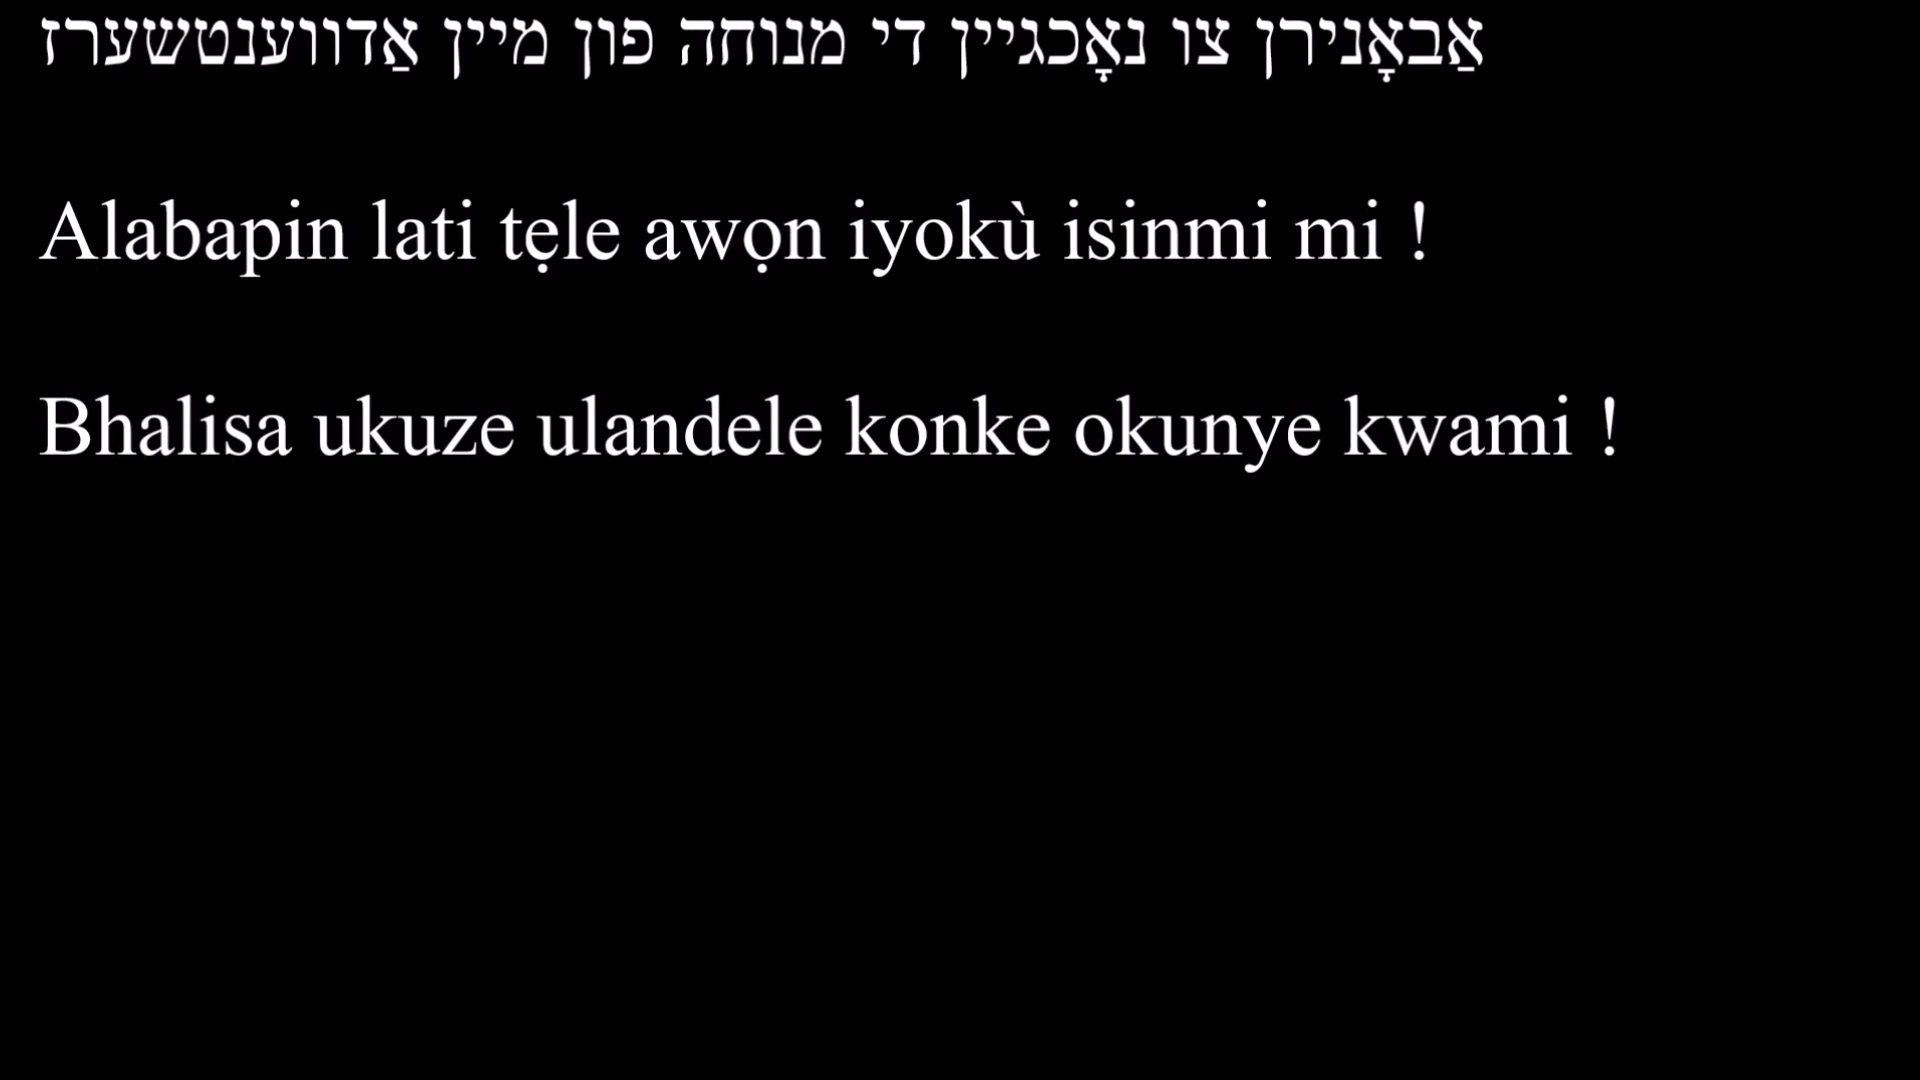 אַבאָנירן צו נאָכגיין די מנוחה פון מיין אַדווענטשערז
Alabapin lati tẹle awọn iyokù isinmi mi !
Bhalisa ukuze ulandele konke okunye kwami !